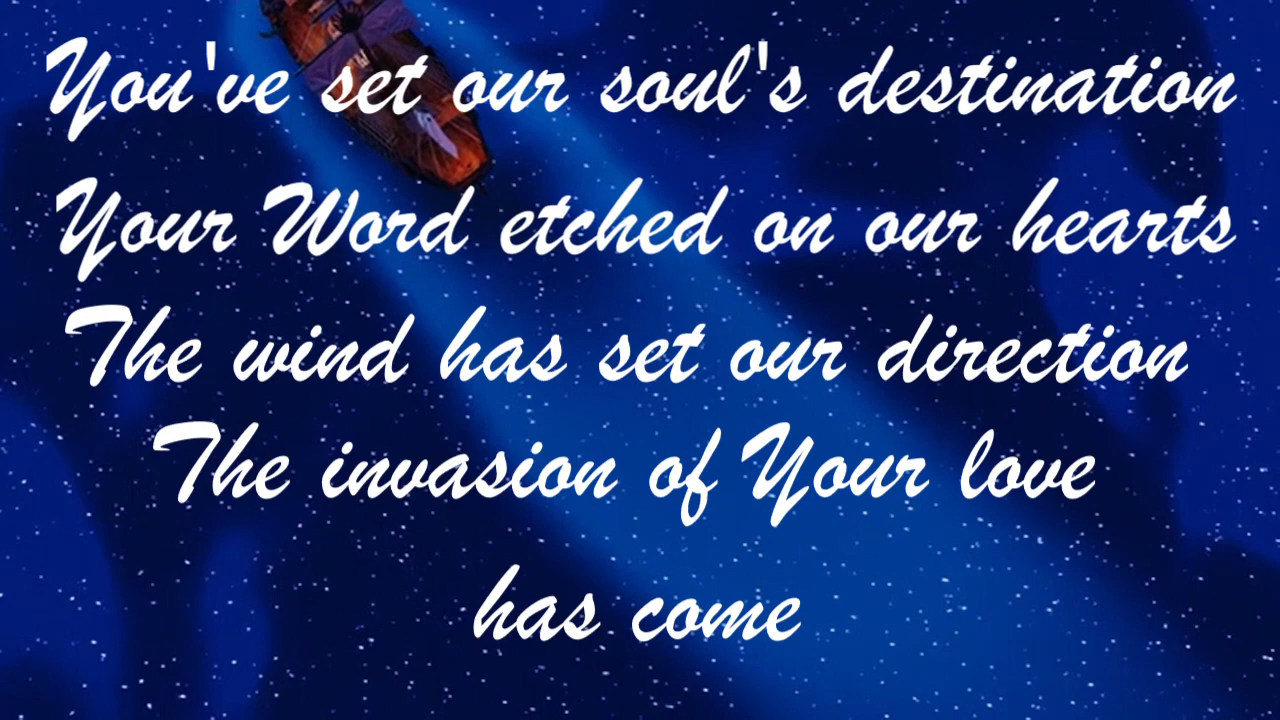 You've set our soul's destination
Your Word etched on our hearts
The wind has set our direction
The invasion of Your love
has come